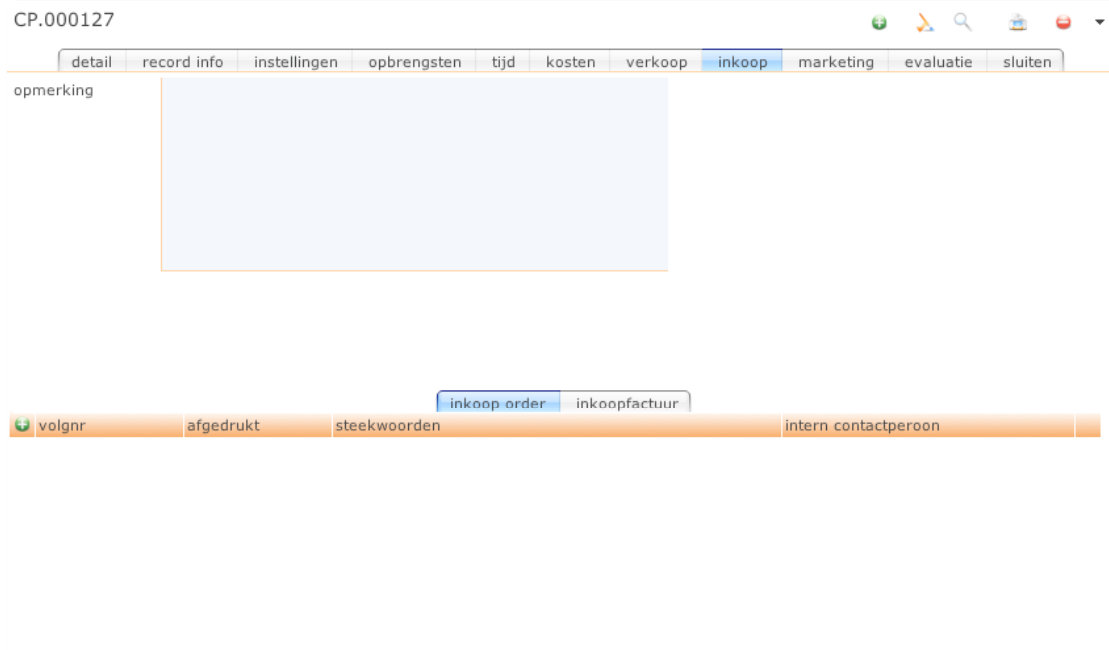 CP.000127
detail record info instellingen opbrengsten tijd kosten verkoop inkoop marketing evaluatie sluiten
opmerking
inkoop order inkoopfactuur
volgnr afgedrukt steekwoorden intern contactperoon